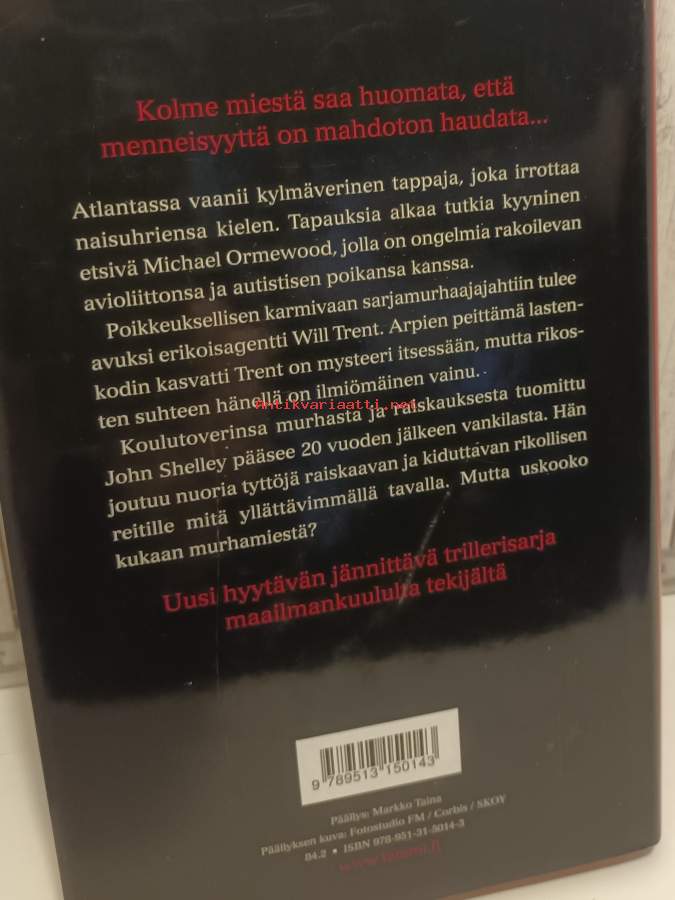 Kolme miestä saa huomata, että
menneisyyttä on mahdoton haudata...
Atlantassa vaanii kylmäverinen tappaja, joka irrottaa
naisuhriensa kielen. Tapauksia alkaa tutkia kyyninen
etsivä Michael Ormewood, jolla on ongelmia rakoilevan
avioliittonsa ja autistisen poikansa kanssa.
Poikkeuksellisen karmivaan sarjamurhaajajahtiin tulee
avuksi erikoisagentti Will Trent. Arpien peittämä lasten-
kodin kasvatti Trent on mysteeri itsessään, mutta rikos-
ten suhteen hänellä on ilmiömäinen vainu.
Antikvariaatti.net
Koulutoverinsa murhasta ja raiskauksesta tuomittu
John Shelley pääsee 20 vuoden jälkeen vankilasta. Hän
joutuu nuoria tyttöjä raiskaavan ja kiduttavan rikollisen
reitille mitä yllättävimmällä tavalla. Mutta uskooko
kukaan murhamiestä?
Uusi hyytävän jännittävä trillerisarja
maailmankuululta tekijältä
9 789513 150143
Päällys: Markko Taina
Päällyksen kuva: Fotostudio FM / Corbis / SKOY
84.2 • ISBN 978-951-31-5014-3
www.tammi.fi